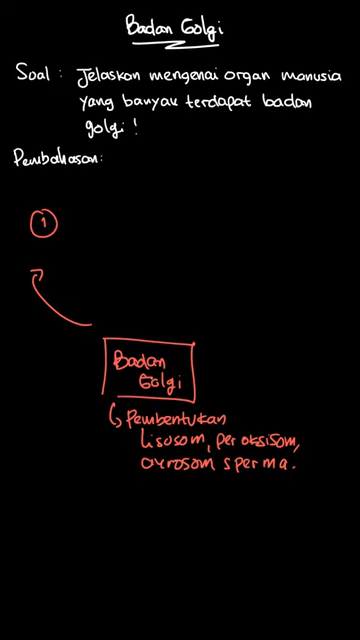 Badan Golgi
Soal : Jelaskan mengenai organ manusia
yang banyak terdapat badan
golgi !
Pembahasan:
1
Badan
Golgi
Pembentukan
Lisosom, peroksisom,
akrosom sperma.